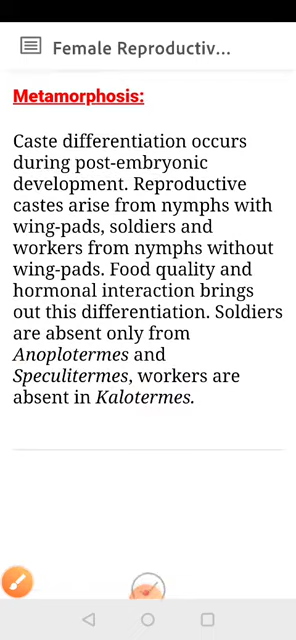 Female Reproductiv...
Metamorphosis:
Caste differentiation occurs
during post-embryonic
development. Reproductive
castes arise from nymphs with
wing-pads, soldiers and
workers from nymphs without
wing-pads. Food quality and
hormonal interaction brings
out this differentiation. Soldiers
are absent only from
Anoplotermes and
Speculitermes, workers are
absent in Kalotermes.